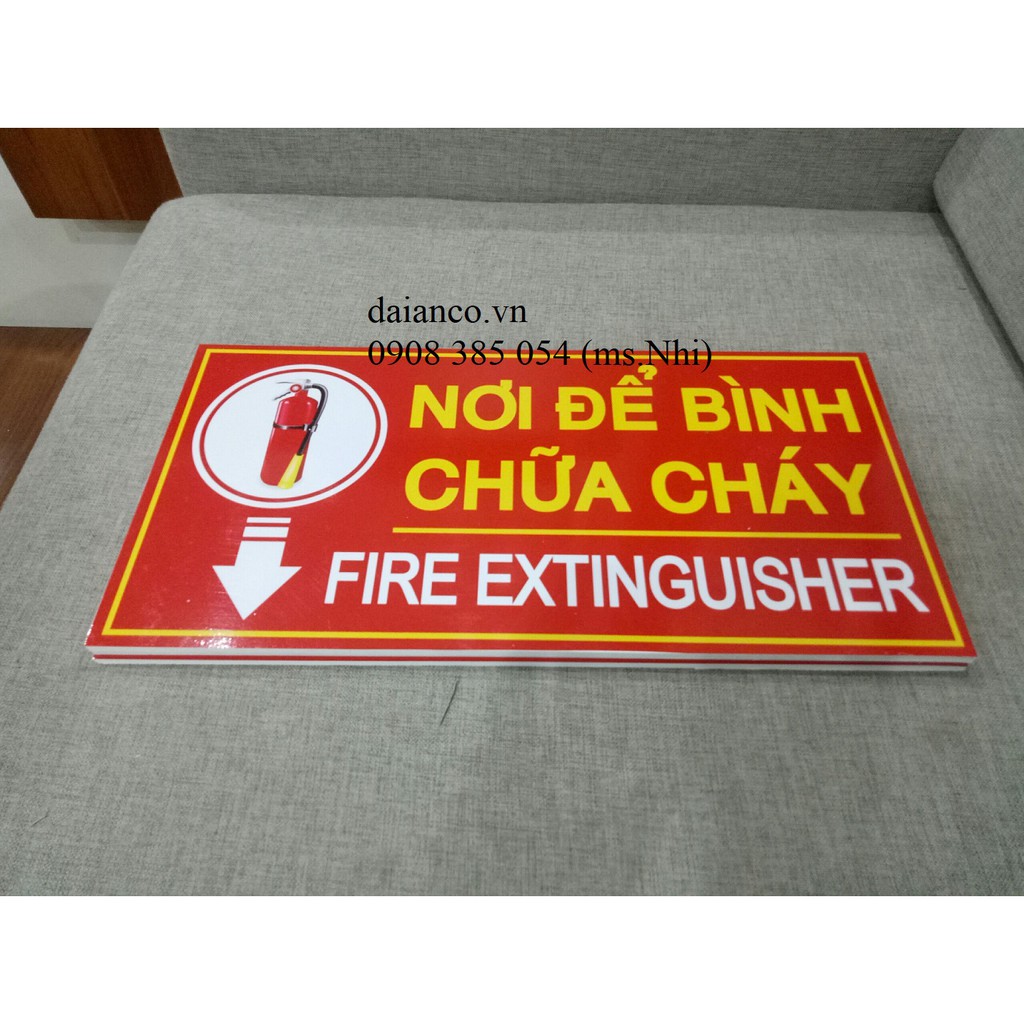 daianco.vn
0908 385 054 (ms.Nhi)
NƠI ĐỂ BÌNH
CHỮA CHÁY
FIRE EXTINGUISHER